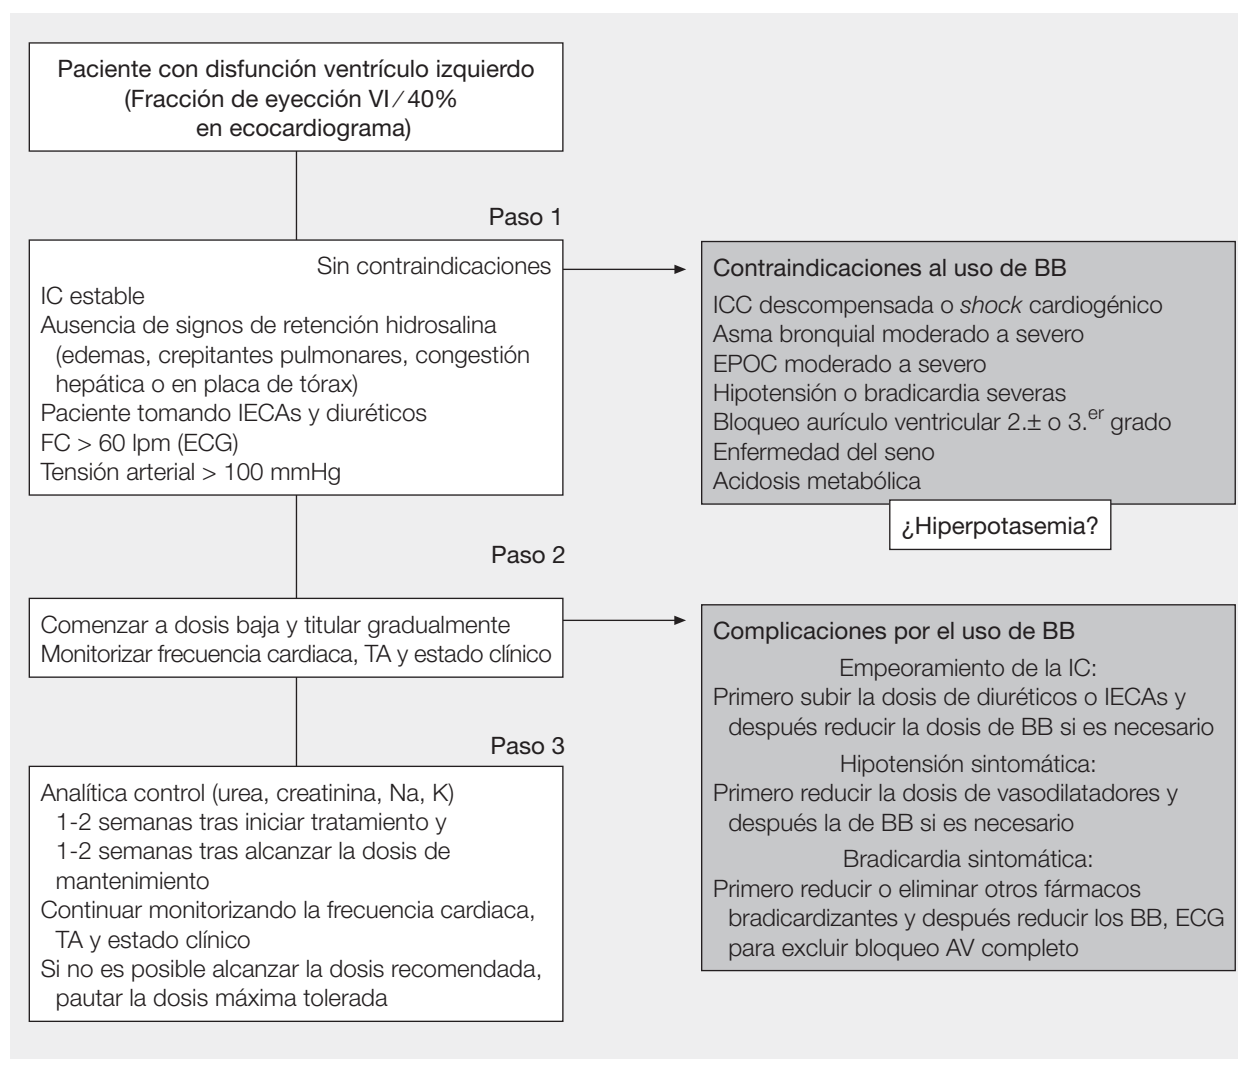 Paciente con disfunción ventrículo izquierdo
(Fracción de eyección VI ⁄ 40%
en ecocardiograma)
Paso 1
Sin contraindicaciones
IC estable
Ausencia de signos de retención hidrosalina
(edemas, crepitantes pulmonares, congestión
hepática o en placa de tórax)
Paciente tomando IECAs y diuréticos
FC > 60 lpm (ECG)
Tensión arterial > 100 mmHg
Contraindicaciones al uso de BB
ICC descompensada o shock cardiogénico
Asma bronquial moderado a severo
EPOC moderado a severo
Hipotensión o bradicardia severas
Bloqueo aurículo ventricular 2.± o 3.er grado
Enfermedad del seno
Acidosis metabólica
¿Hiperpotasemia?
Paso 2
Comenzar a dosis baja y titular gradualmente
Monitorizar frecuencia cardiaca, TA y estado clínico
Complicaciones por el uso de BB
Empeoramiento de la IC:
Primero subir la dosis de diuréticos o IECAs y
después reducir la dosis de BB si es necesario
Hipotensión sintomática:
Primero reducir la dosis de vasodilatadores y
después la de BB si es necesario
Bradicardia sintomática:
Primero reducir o eliminar otros fármacos
bradicardizantes y después reducir los BB, ECG
para excluir bloqueo AV completo
Paso 3
Analítica control (urea, creatinina, Na, K)
1-2 semanas tras iniciar tratamiento y
1-2 semanas tras alcanzar la dosis de
mantenimiento
Continuar monitorizando la frecuencia cardiaca,
TA y estado clínico
Si no es posible alcanzar la dosis recomendada,
pautar la dosis máxima tolerada